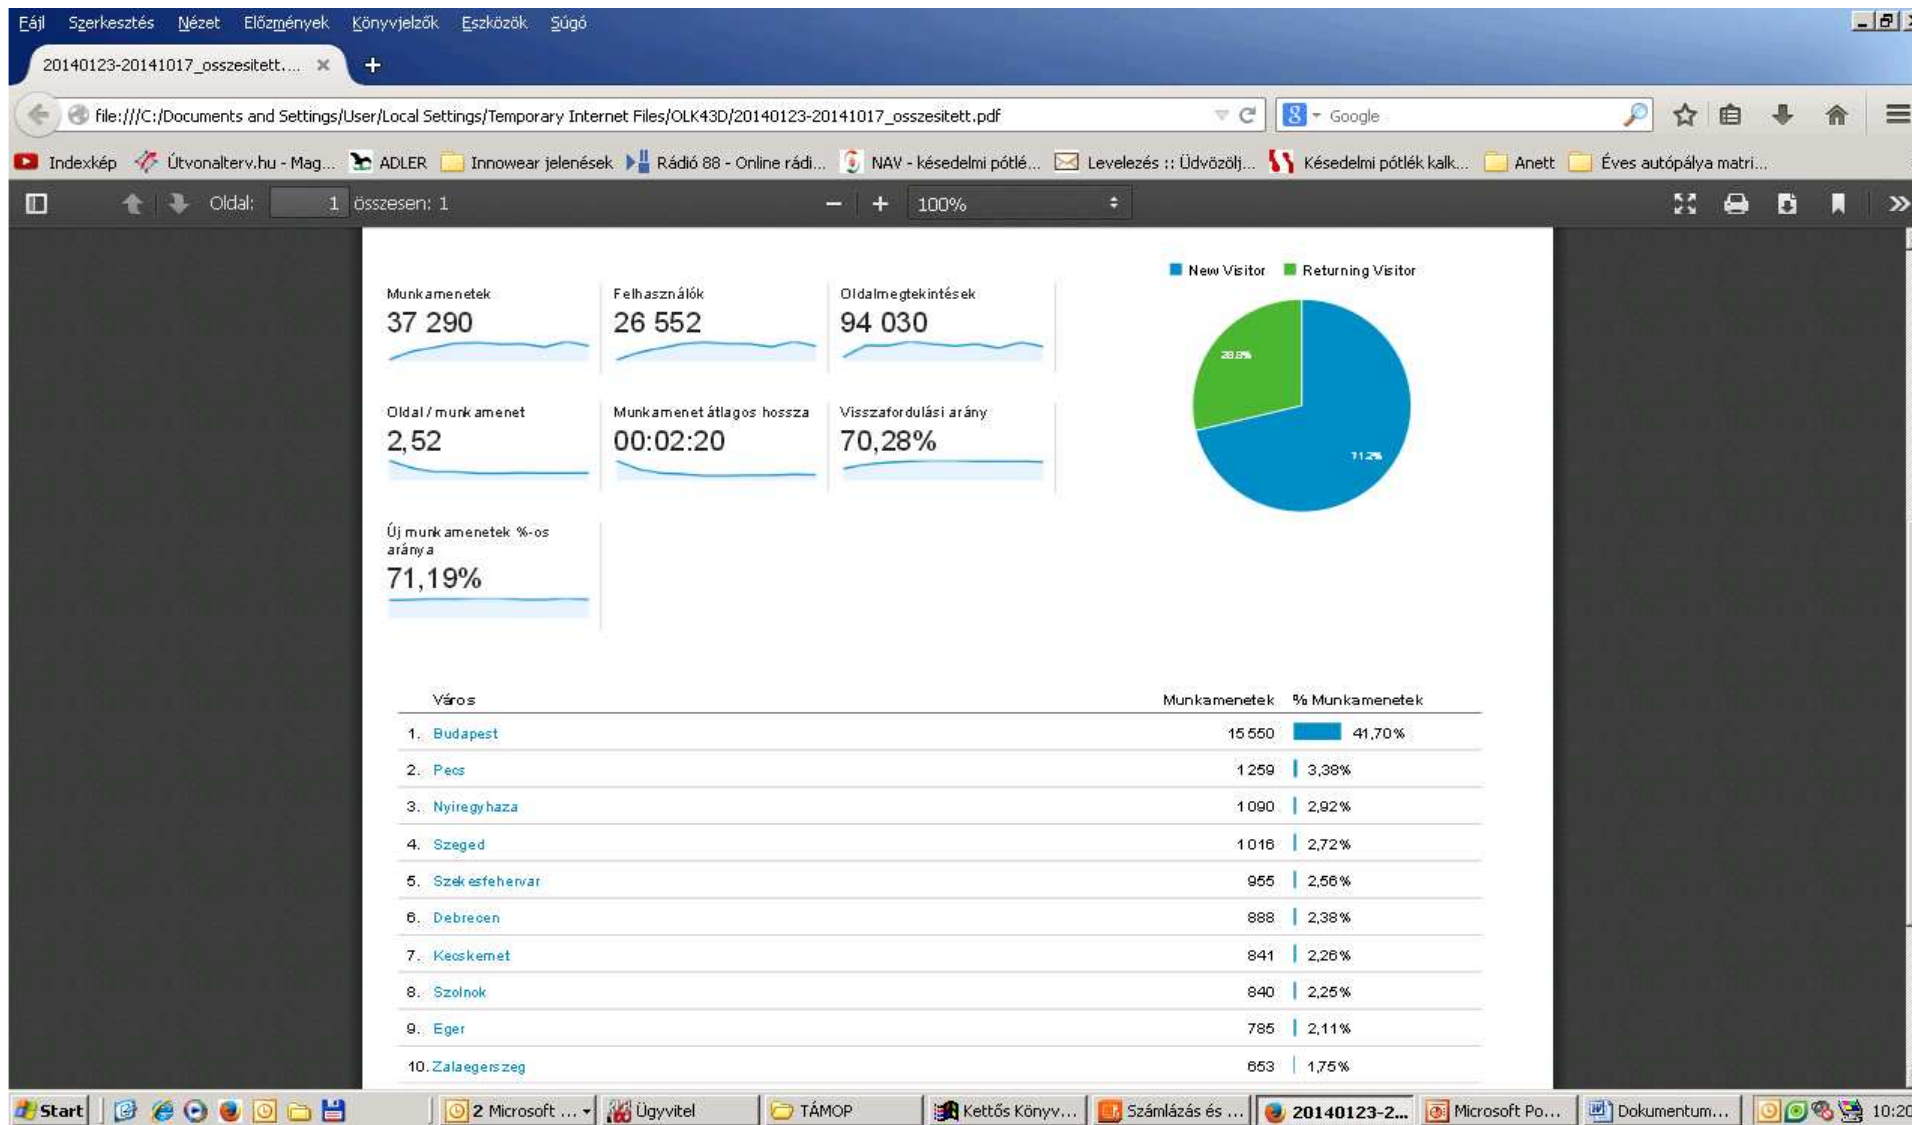 Fájl Szerkesztés Nézet Előzmények Könyvjelzők Eszközök Súgó
20140123-20141017_osszesitett....
file:///C:/Documents and Settings/User/Local Settings/Temporary Internet Files/OLK43D/20140123-20141017_osszesitett.pdf Google
Indexkép Útvonalterv.hu - Mag... ADLER Innowear jelenések Rádió 88 - Online rádi... NAV - késedelmi pótlé... Levelezés :: Üdvözölj... Késedelmi pótlék kalk... Anett Éves autópálya matri...
Oldal: 1 összesen: 1 100%
New Visitor Returning Visitor
Munkamenetek Felhasználók Oldalmegtekintések
37 290 26 552 94 030
28.8%
71.2%
Oldal / munkamenet Munkamenet átlagos hossza Visszafordulási arány
2,52 00:02:20 70,28%
Új munkamenetek %-os
aránya
71,19%
Város Munkamenetek % Munkamenetek
1. Budapest 15 550 41,70%
2. Pecs 1 259 3,38%
3. Nyiregyhaza 1 090 2,92%
4. Szeged 1 016 2,72%
5. Szekesfehervar 955 2,56%
6. Debrecen 888 2,38%
7. Kecskemet 841 2,26%
8. Szolnok 840 2,25%
9. Eger 785 2,11%
10. Zalaegerszeg 653 1,75%
Start 2 Microsoft ... Ügyvitel TÁMOP Kettős Könyv... Számlázás és ... 20140123-2... Microsoft Po... Dokumentum... 10:20